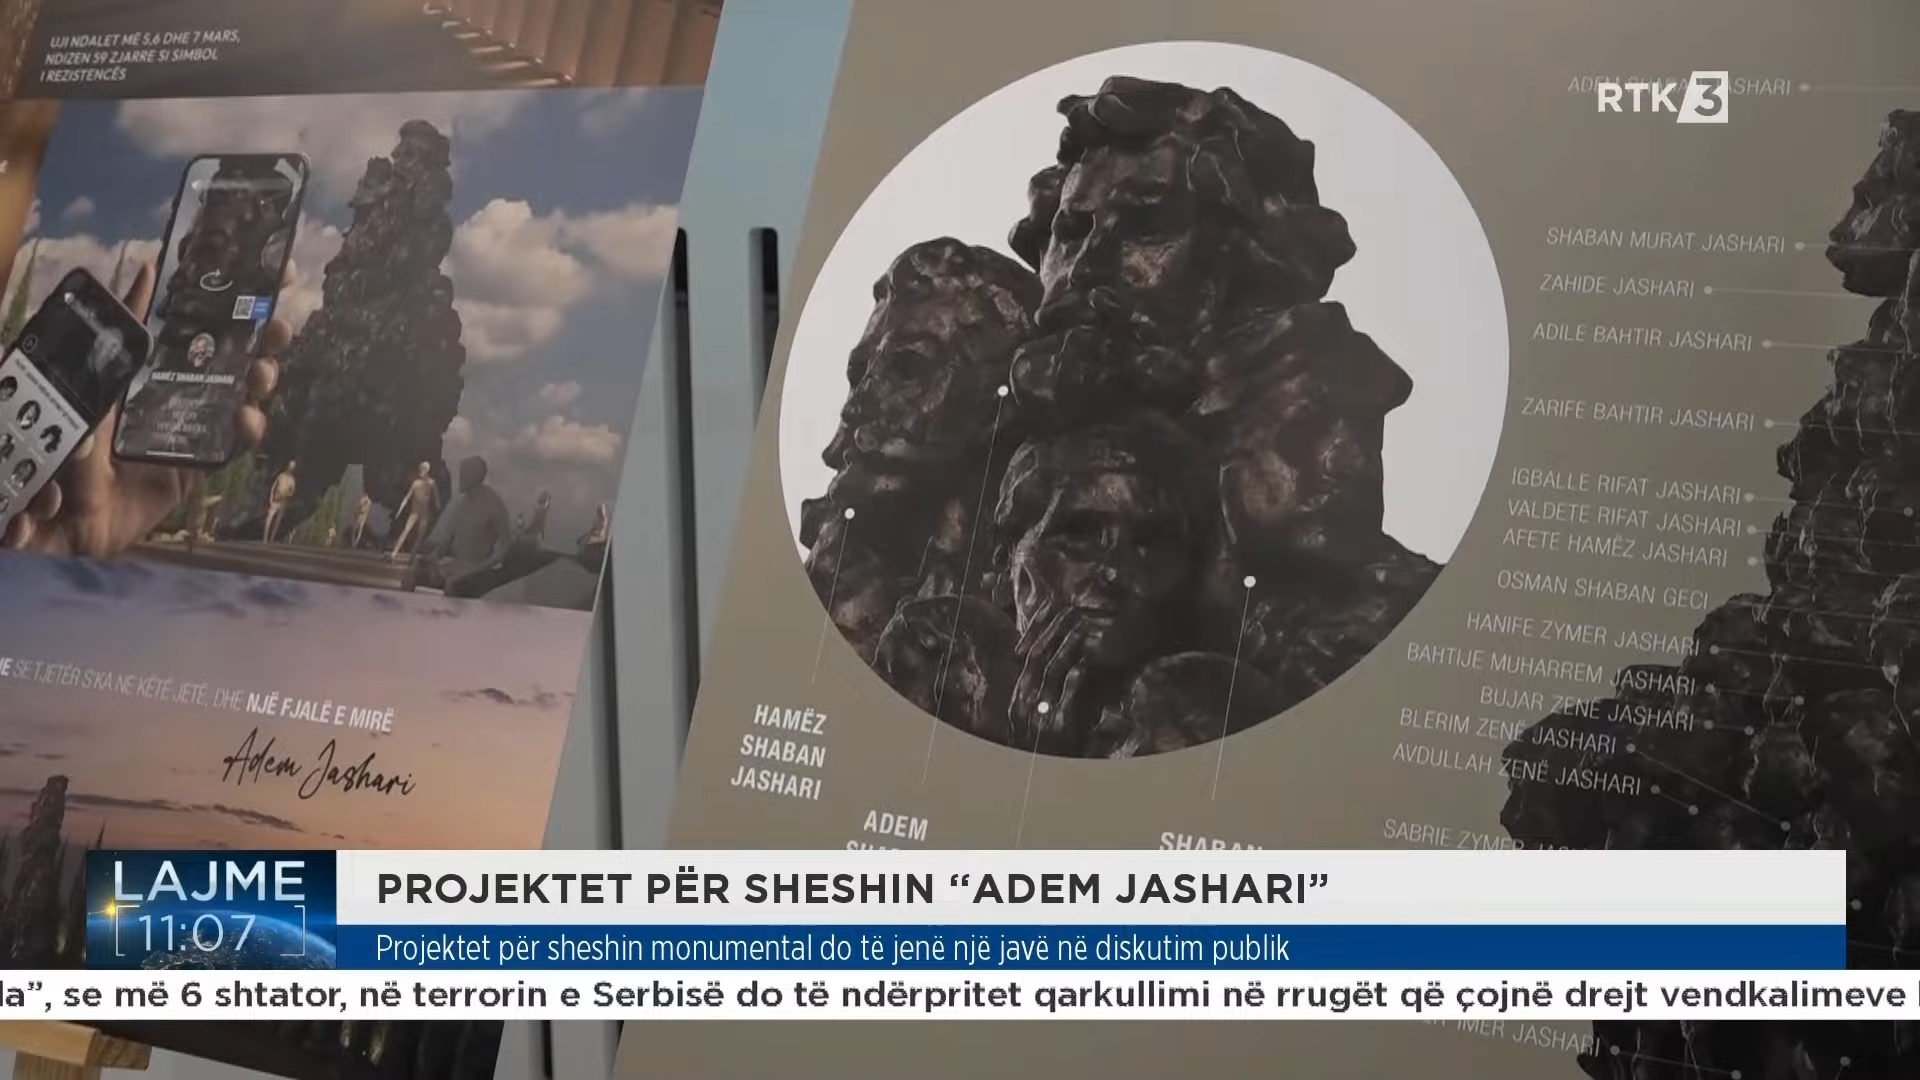 UJI NDALET MË 5,6 DHE 7 MARS,
NDIZEN 59 ZJARRE SI SIMBOL
I REZISTENCËS
HAMËZ SHABAN JASHARI
SE TJETËR S'KA NË KËTË JETË, DHE NJË FJALË E MIRË
Adem Jashari
HAMËZ
SHABAN
JASHARI
ADEM
SHABAN
RTK 3
JASHARI
SHABAN MURAT JASHARI
ZAHIDE JASHARI
ADILE BAHTIR JASHARI
ZARIFE BAHTIR JASHARI
IGBALLE RIFAT JASHARI
VALDETE RIFAT JASHARI
AFETE HAMËZ JASHARI
OSMAN SHABAN GECI
HANIFE ZYMER JASHARI
BAHTIJE MUHARREM JASHARI
BUJAR ZENË JASHARI
BLERIM ZENË JASHARI
AVDULLAH ZENË JASHARI
SABRIE ZYMER
IMER JASHARI
LAJME
11:07
PROJEKTET PËR SHESHIN “ADEM JASHARI”
Projektet për sheshin monumental do të jenë një javë në diskutim publik
la”, se më 6 shtator, në terrorin e Serbisë do të ndërpritet qarkullimi në rrugët që çojnë drejt vendkalimeve